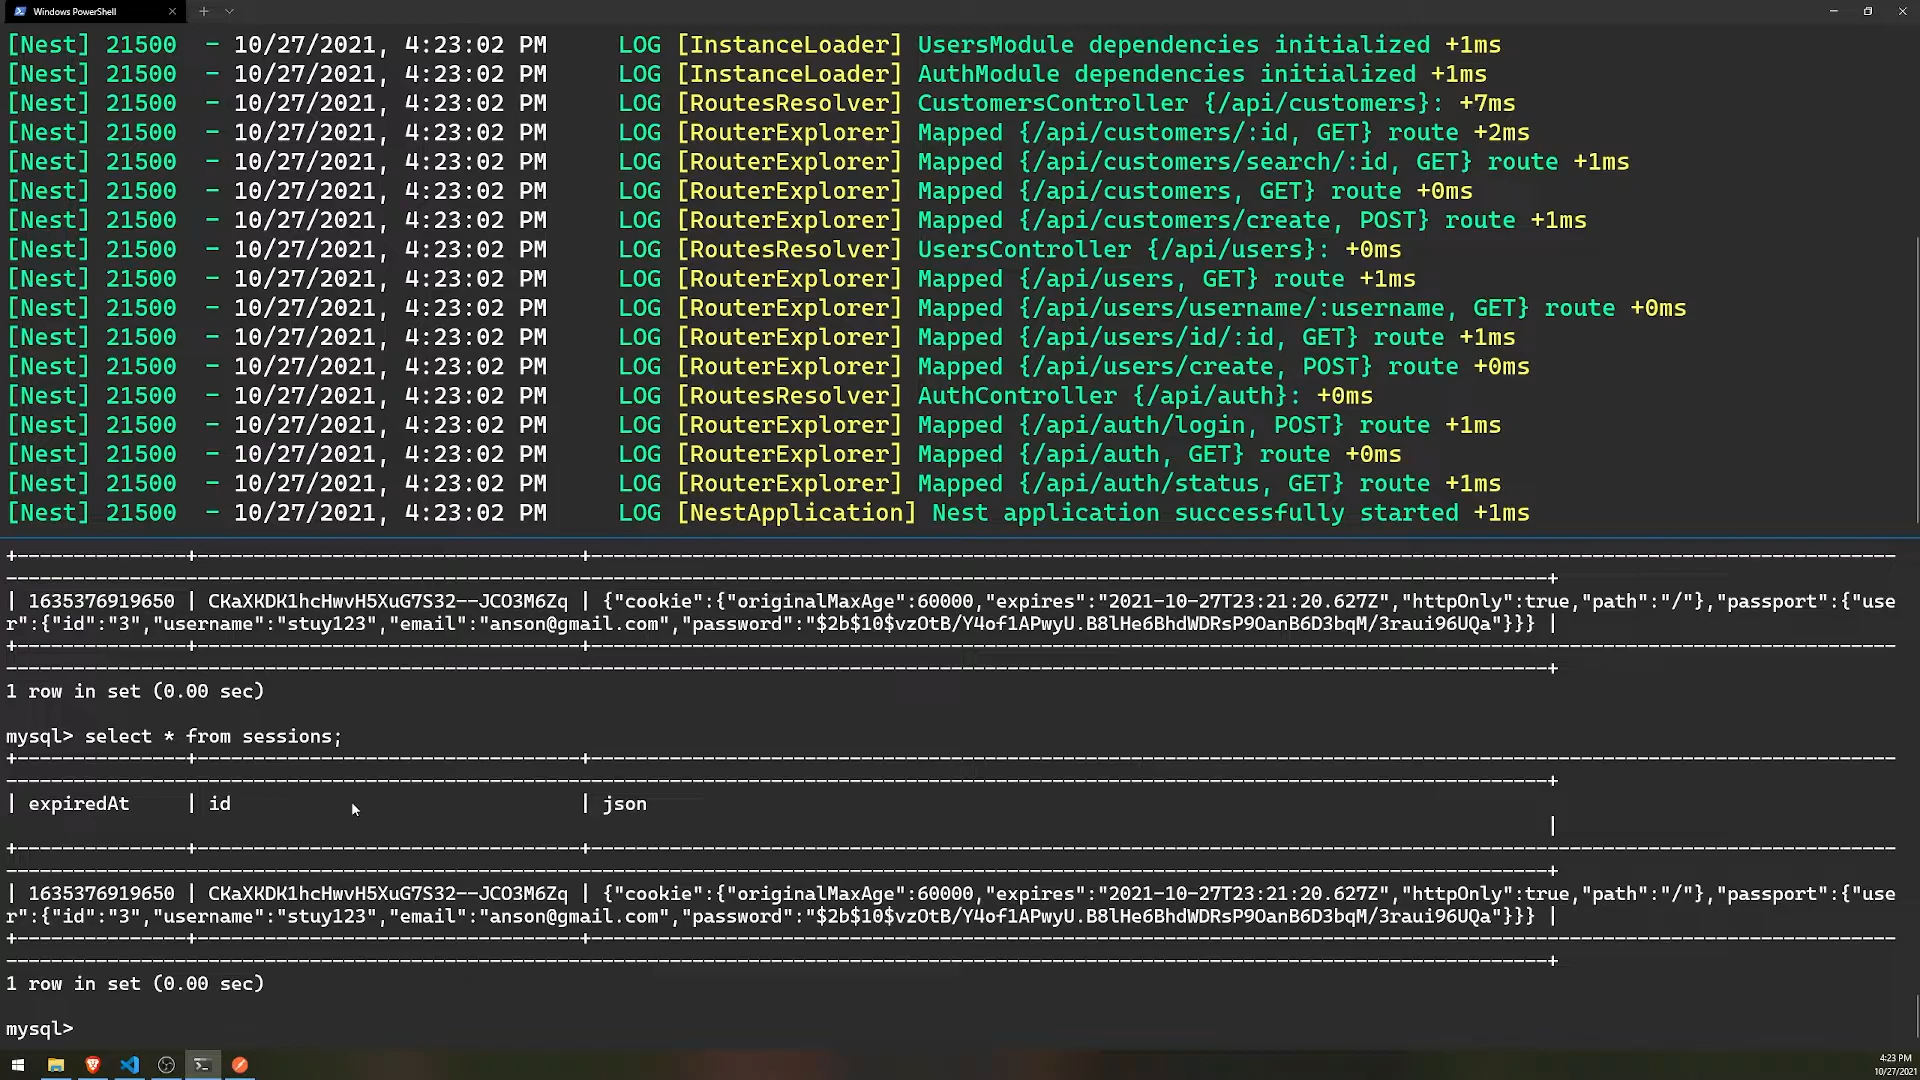 Windows PowerShell
[Nest] 21500  - 10/27/2021, 4:23:02 PM     LOG [InstanceLoader] UsersModule dependencies initialized +1ms
[Nest] 21500  - 10/27/2021, 4:23:02 PM     LOG [InstanceLoader] AuthModule dependencies initialized +1ms
[Nest] 21500  - 10/27/2021, 4:23:02 PM     LOG [RoutesResolver] CustomersController {/api/customers}: +7ms
[Nest] 21500  - 10/27/2021, 4:23:02 PM     LOG [RouterExplorer] Mapped {/api/customers/:id, GET} route +2ms
[Nest] 21500  - 10/27/2021, 4:23:02 PM     LOG [RouterExplorer] Mapped {/api/customers/search/:id, GET} route +1ms
[Nest] 21500  - 10/27/2021, 4:23:02 PM     LOG [RouterExplorer] Mapped {/api/customers, GET} route +0ms
[Nest] 21500  - 10/27/2021, 4:23:02 PM     LOG [RouterExplorer] Mapped {/api/customers/create, POST} route +1ms
[Nest] 21500  - 10/27/2021, 4:23:02 PM     LOG [RoutesResolver] UsersController {/api/users}: +0ms
[Nest] 21500  - 10/27/2021, 4:23:02 PM     LOG [RouterExplorer] Mapped {/api/users, GET} route +1ms
[Nest] 21500  - 10/27/2021, 4:23:02 PM     LOG [RouterExplorer] Mapped {/api/users/username/:username, GET} route +0ms
[Nest] 21500  - 10/27/2021, 4:23:02 PM     LOG [RouterExplorer] Mapped {/api/users/id/:id, GET} route +1ms
[Nest] 21500  - 10/27/2021, 4:23:02 PM     LOG [RouterExplorer] Mapped {/api/users/create, POST} route +0ms
[Nest] 21500  - 10/27/2021, 4:23:02 PM     LOG [RoutesResolver] AuthController {/api/auth}: +0ms
[Nest] 21500  - 10/27/2021, 4:23:02 PM     LOG [RouterExplorer] Mapped {/api/auth/login, POST} route +1ms
[Nest] 21500  - 10/27/2021, 4:23:02 PM     LOG [RouterExplorer] Mapped {/api/auth, GET} route +0ms
[Nest] 21500  - 10/27/2021, 4:23:02 PM     LOG [RouterExplorer] Mapped {/api/auth/status, GET} route +1ms
[Nest] 21500  - 10/27/2021, 4:23:02 PM     LOG [NestApplication] Nest application successfully started +1ms
| 1635376919650 | CKaXKDK1hcHwvH5XuG7S32--JCO3M6Zq | {"cookie":{"originalMaxAge":60000,"expires":"2021-10-27T23:21:20.627Z","httpOnly":true,"path":"/"},"passport":{"use
r":{"id":"3","username":"stuy123","email":"anson@gmail.com","password":"$2b$10$vzOtB/Y4of1APwyU.B8lHe6BhdWDRsP9OanB6D3bqM/3raui96UQa"}}} |
1 row in set (0.00 sec)
mysql> select * from sessions;
| expiredAt     | id                               | json
|
| 1635376919650 | CKaXKDK1hcHwvH5XuG7S32--JCO3M6Zq | {"cookie":{"originalMaxAge":60000,"expires":"2021-10-27T23:21:20.627Z","httpOnly":true,"path":"/"},"passport":{"use
r":{"id":"3","username":"stuy123","email":"anson@gmail.com","password":"$2b$10$vzOtB/Y4of1APwyU.B8lHe6BhdWDRsP9OanB6D3bqM/3raui96UQa"}}} |
1 row in set (0.00 sec)
mysql>
4:23 PM
10/27/2021